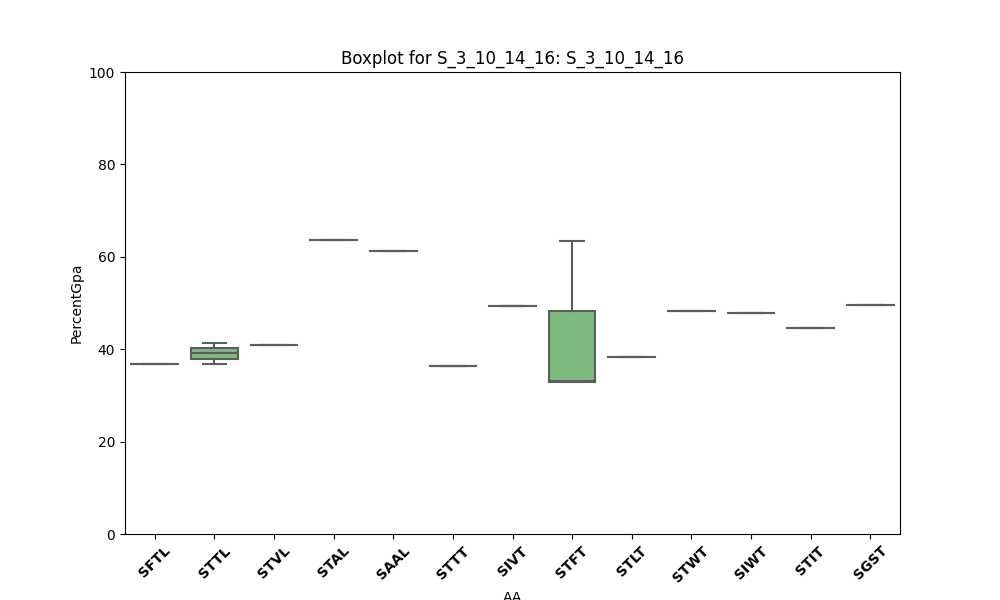 Boxplot for S_3_10_14_16: S_3_10_14_16
100
80
60
40
20
0
PercentGpa
SFTL
STTL
STVL
STAL
SAAL
STTT
SIVT
STFT
STLT
STWT
SIWT
STIT
SGST
AA